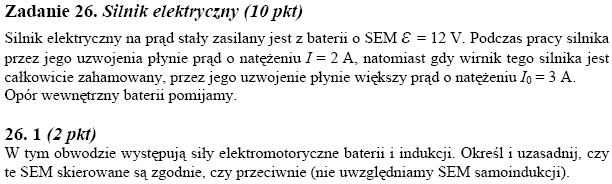 Zadanie 26. Silnik elektryczny (10 pkt)
Silnik elektryczny na prąd stały zasilany jest z baterii o SEM ℰ = 12 V. Podczas pracy silnika
przez jego uzwojenia płynie prąd o natężeniu I = 2 A, natomiast gdy wirnik tego silnika jest
całkowicie zahamowany, przez jego uzwojenie płynie większy prąd o natężeniu I₀ = 3 A.
Opór wewnętrzny baterii pomijamy.
26. 1 (2 pkt)
W tym obwodzie występują siły elektromotoryczne baterii i indukcji. Określ i uzasadnij, czy
te SEM skierowane są zgodnie, czy przeciwnie (nie uwzględniamy SEM samoindukcji).